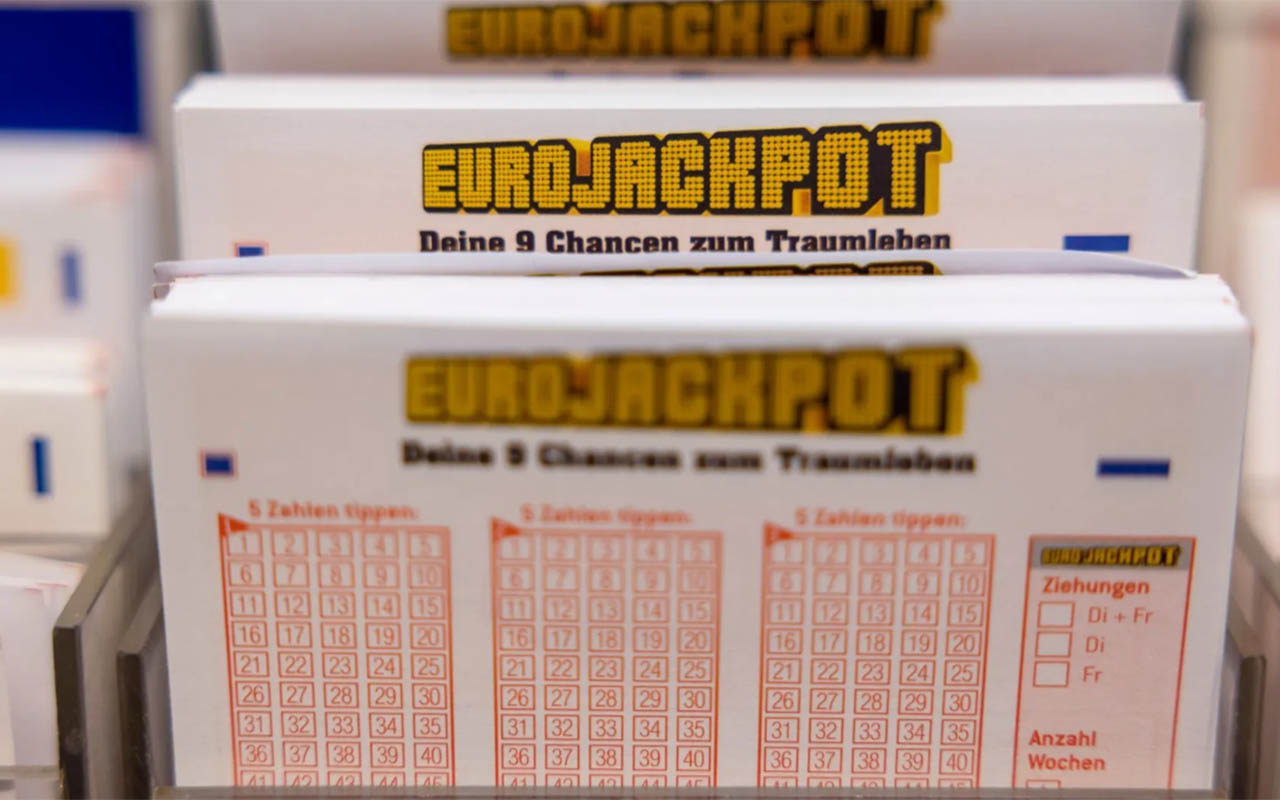 EUROJACKPOT
EUROJACKPOT
Deine 9 Chancen zum Traumleben
EUROJACKPOT
Deine 9 Chancen zum Traumleben
5 Zahlen tippen: 5 Zahlen tippen: 5 Zahlen tippen:
1 2 3 4 5 1 2 3 4 5 1 2 3 4 5
6 7 8 9 10 6 7 8 9 10 6 7 8 9 10
11 12 13 14 15 11 12 13 14 15 11 12 13 14 15
16 17 18 19 20 16 17 18 19 20 16 17 18 19 20
21 22 23 24 25 21 22 23 24 25 21 22 23 24 25
26 27 28 29 30 26 27 28 29 30 26 27 28 29 30
31 32 33 34 35 31 32 33 34 35 31 32 33 34 35
36 37 38 39 40 36 37 38 39 40 36 37 38 39 40
EUROJACKPOT
Ziehungen
Di + Fr
Di
Fr
Anzahl
Wochen